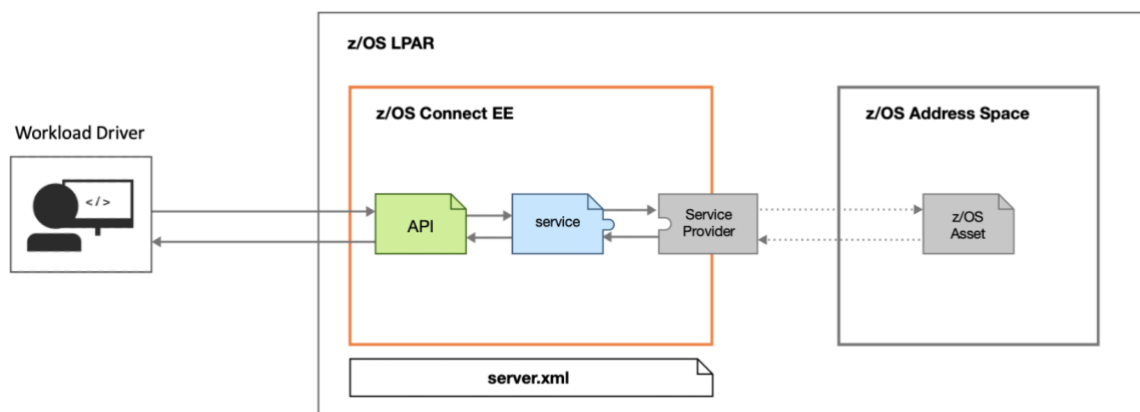 z/OS LPAR
z/OS Connect EE
z/OS Address Space
Workload Driver
</>
API
service
Service
Provider
z/OS
Asset
server.xml